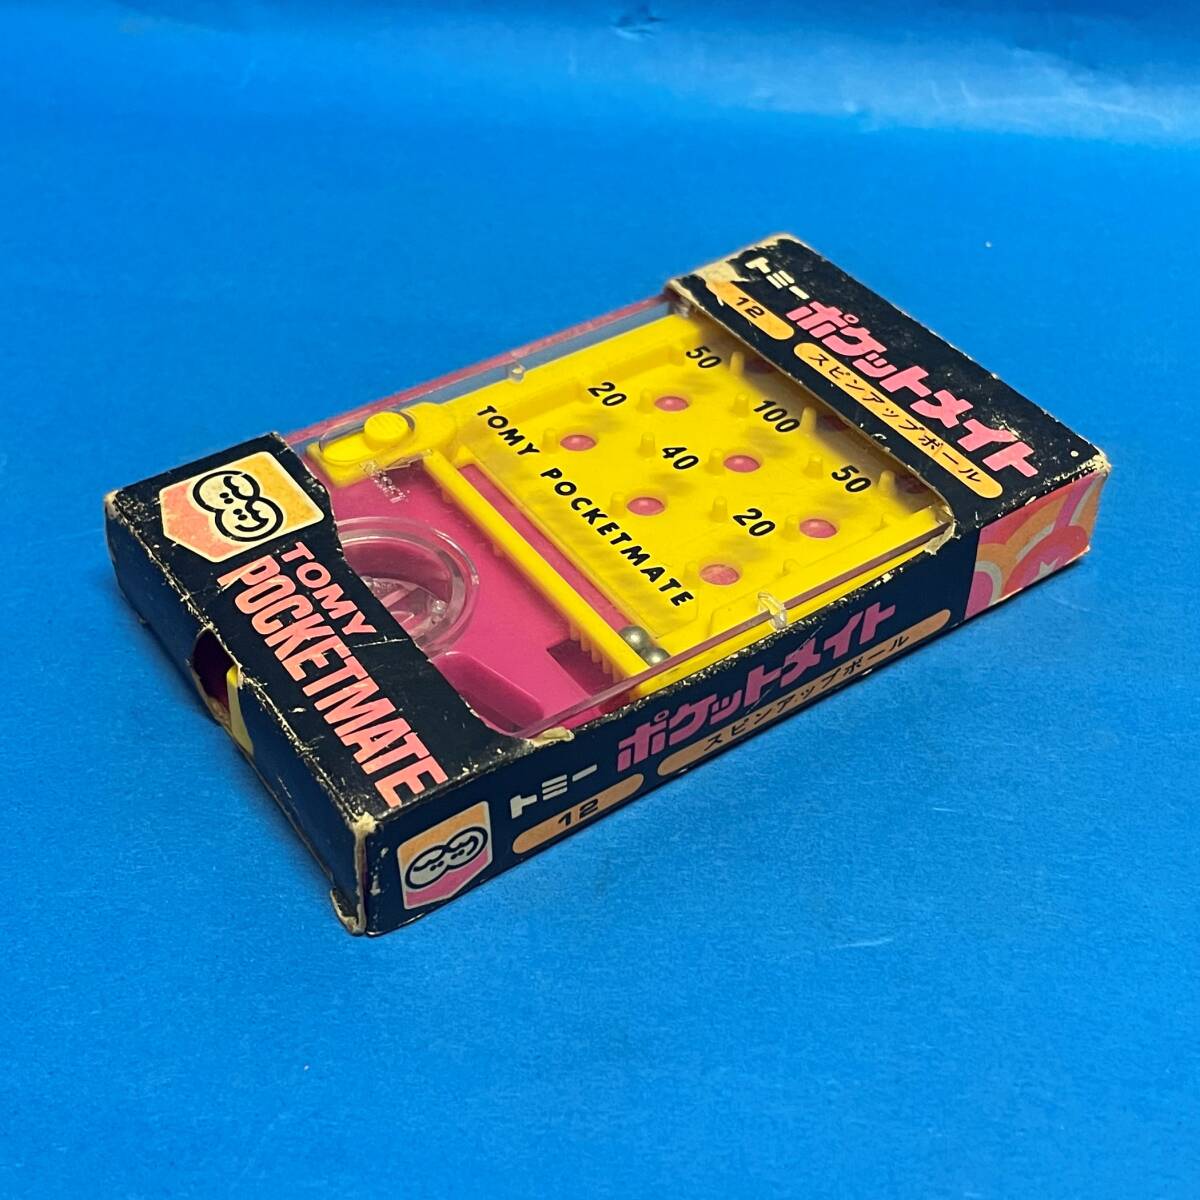 トミー
ポケットメイト
12
スピンアップボール
50
20
100
40
50
20
TOMY POCKETMATE
TOMY
POCKETMATE
トミー
ポケットメイト
12
スピンアップボール